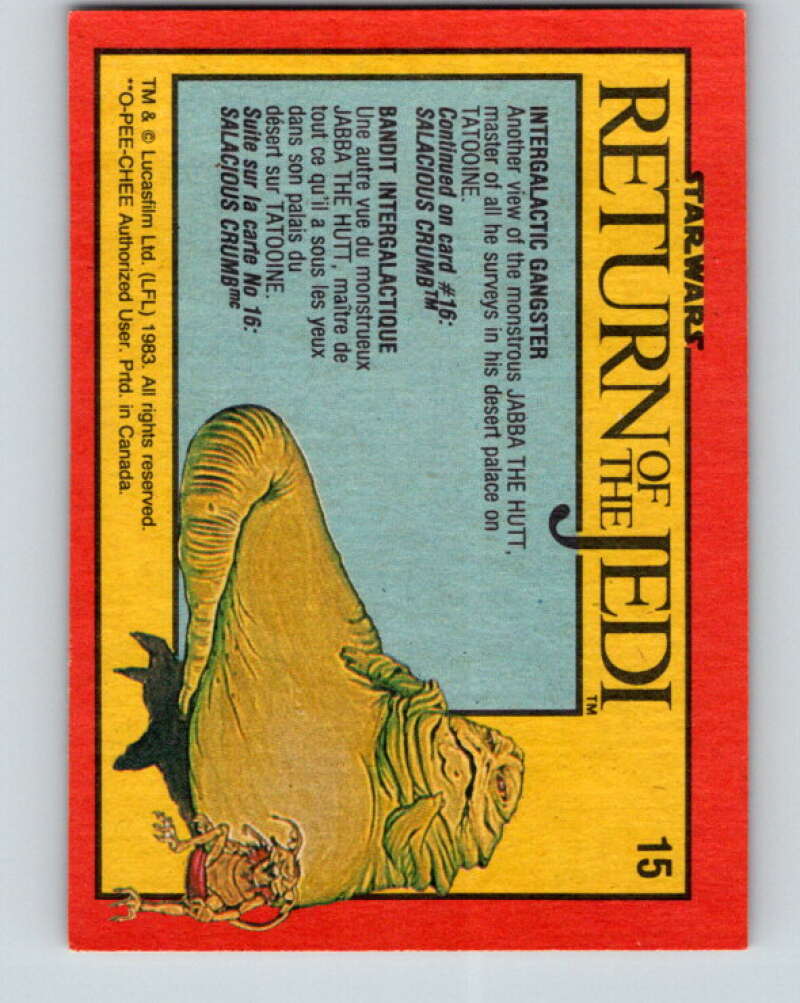 STAR WARS
RETURN OF THE JEDI™
15
INTERGALACTIC GANGSTER
Another view of the monstrous JABBA THE HUTT,
master of all he surveys in his desert palace on
TATOOINE.
Continued on card #16:
SALACIOUS CRUMB™
BANDIT INTERGALACTIQUE
Une autre vue du monstrueux
JABBA THE HUTT, maître de
tout ce qu'il a sous les yeux
dans son palais du
désert sur TATOOINE.
Suite sur la carte No 16:
SALACIOUS CRUMBmc
TM & © Lucasfilm Ltd. (LFL) 1983. All rights reserved.
**O-PEE-CHEE Authorized User. Prtd. in Canada.